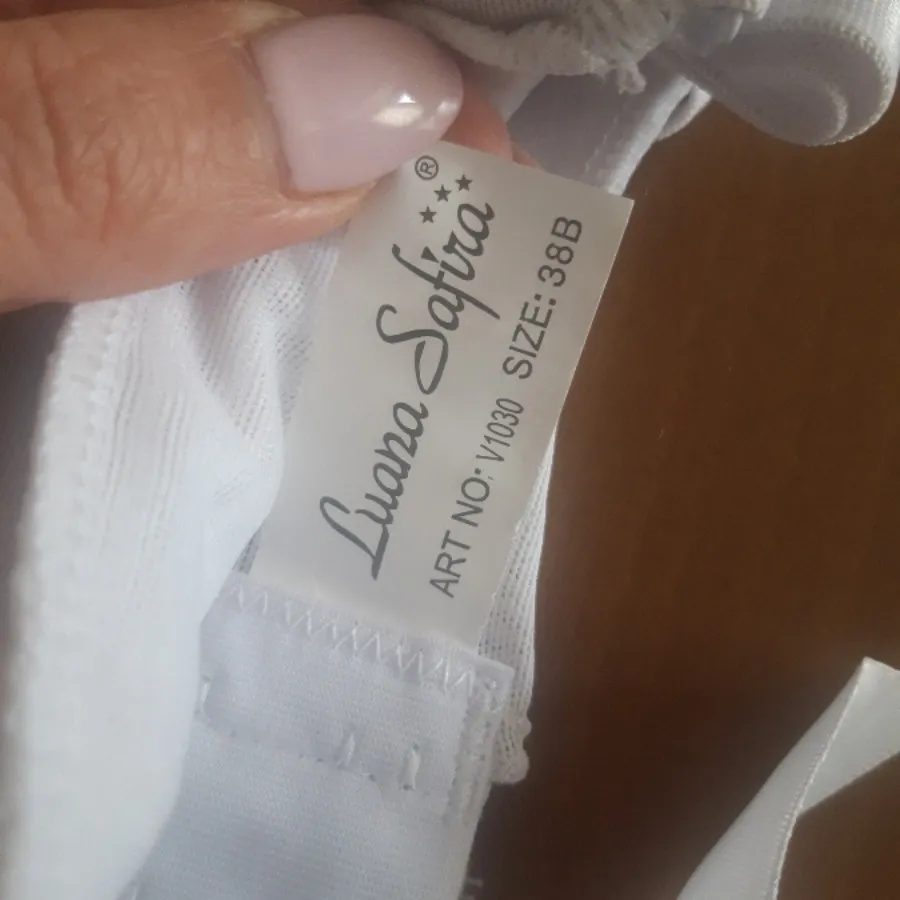 ®
Luana Safira
ART NO: V1030 SIZE: 38B